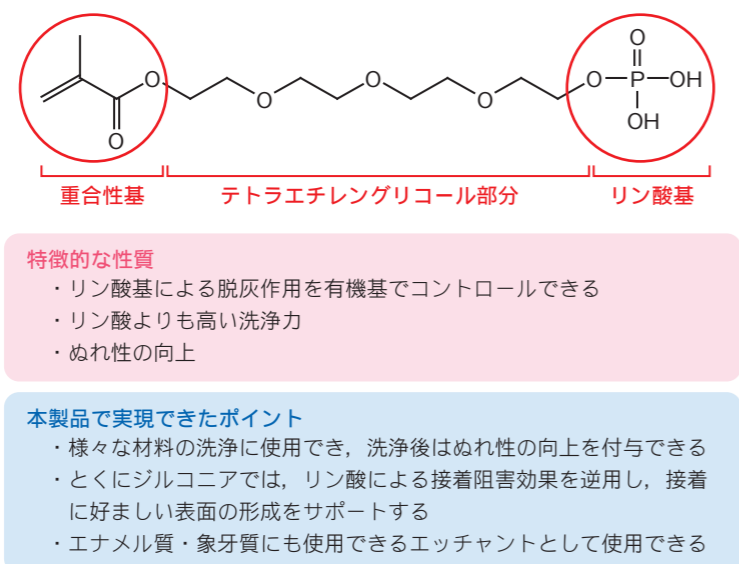 O
O
O
O
O
O
O
O
P
OH
OH
重合性基
テトラエチレングリコール部分
リン酸基
特徴的な性質
・リン酸基による脱灰作用を有機基でコントロールできる
・リン酸よりも高い洗浄力
・ぬれ性の向上
本製品で実現できたポイント
・様々な材料の洗浄に使用でき，洗浄後はぬれ性の向上を付与できる
・とくにジルコニアでは，リン酸による接着阻害効果を逆用し，接着
に好ましい表面の形成をサポートする
・エナメル質・象牙質にも使用できるエッチャントとして使用できる